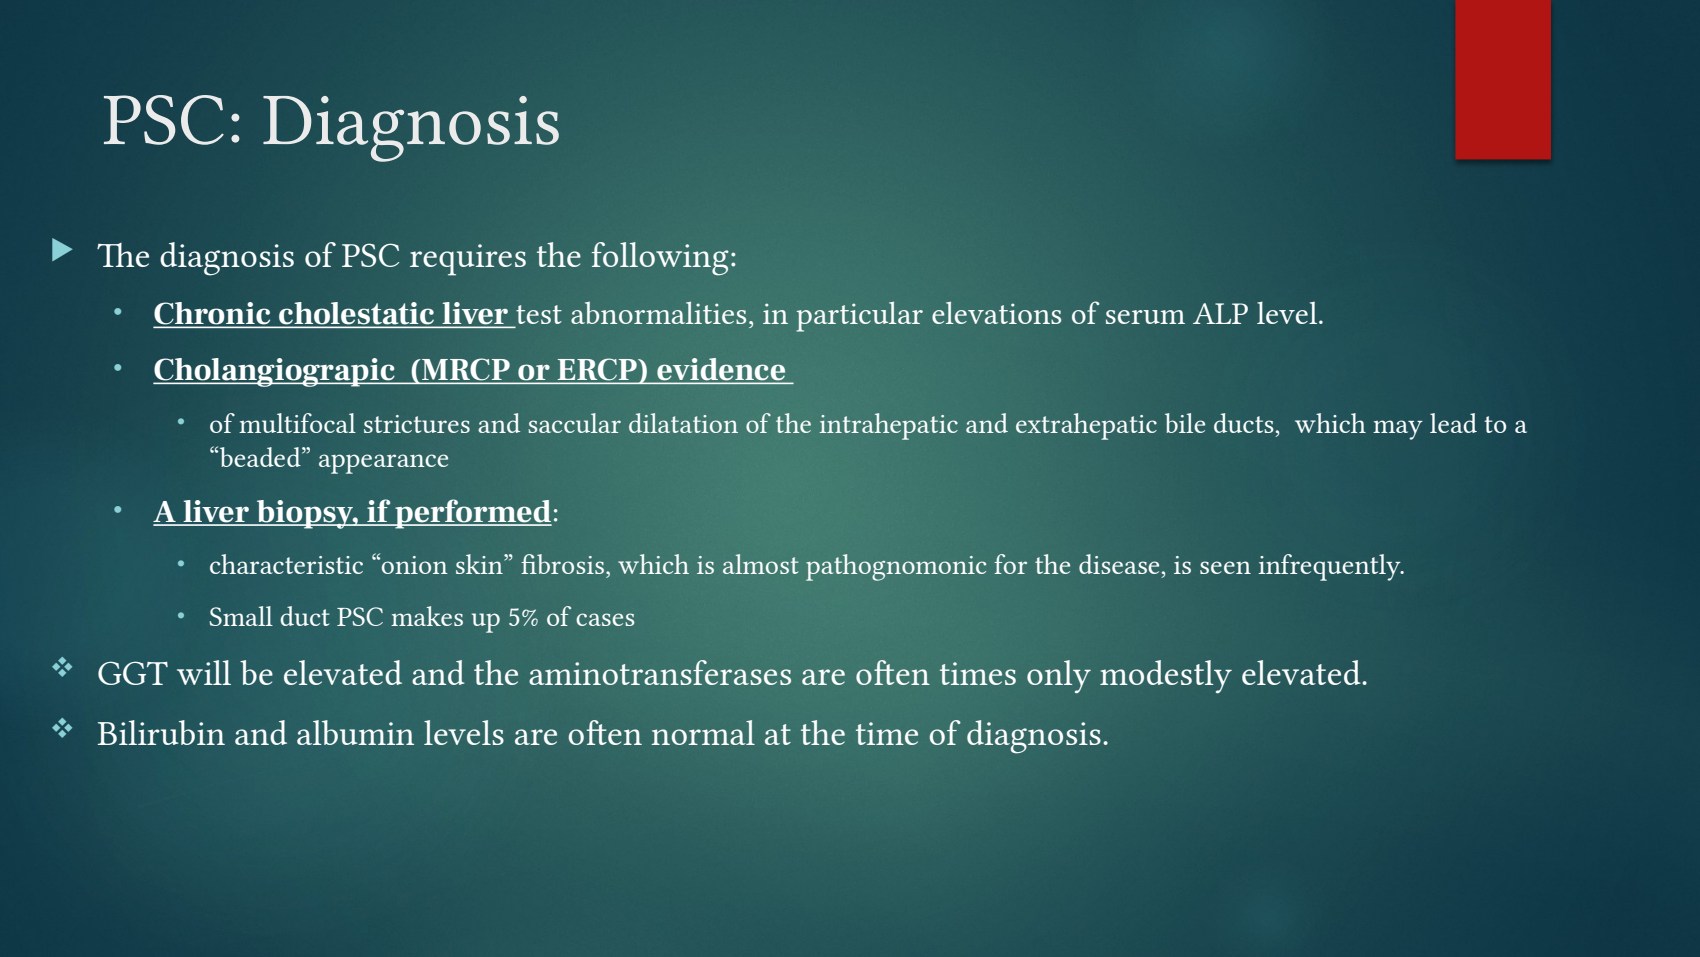 PSC: Diagnosis
The diagnosis of PSC requires the following:
Chronic cholestatic liver test abnormalities, in particular elevations of serum ALP level.
Cholangiograpic  (MRCP or ERCP) evidence
of multifocal strictures and saccular dilatation of the intrahepatic and extrahepatic bile ducts,  which may lead to a
“beaded” appearance
A liver biopsy, if performed:
characteristic “onion skin” fibrosis, which is almost pathognomonic for the disease, is seen infrequently.
Small duct PSC makes up 5% of cases
GGT will be elevated and the aminotransferases are often times only modestly elevated.
Bilirubin and albumin levels are often normal at the time of diagnosis.